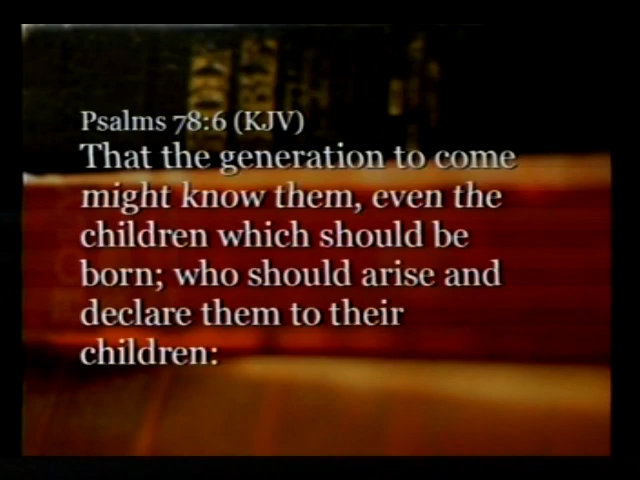 Psalms 78:6 (KJV)
That the generation to come
might know them, even the
children which should be
born; who should arise and
declare them to their
children: